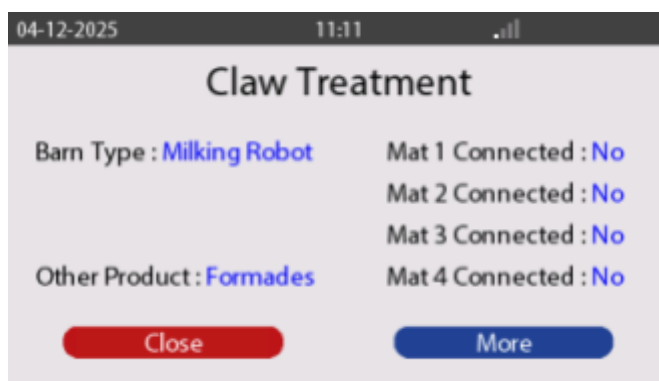 04-12-2025 11:11
Claw Treatment
Barn Type : Milking Robot Mat 1 Connected : No
Mat 2 Connected : No
Mat 3 Connected : No
Other Product : Formades Mat 4 Connected : No
Close More